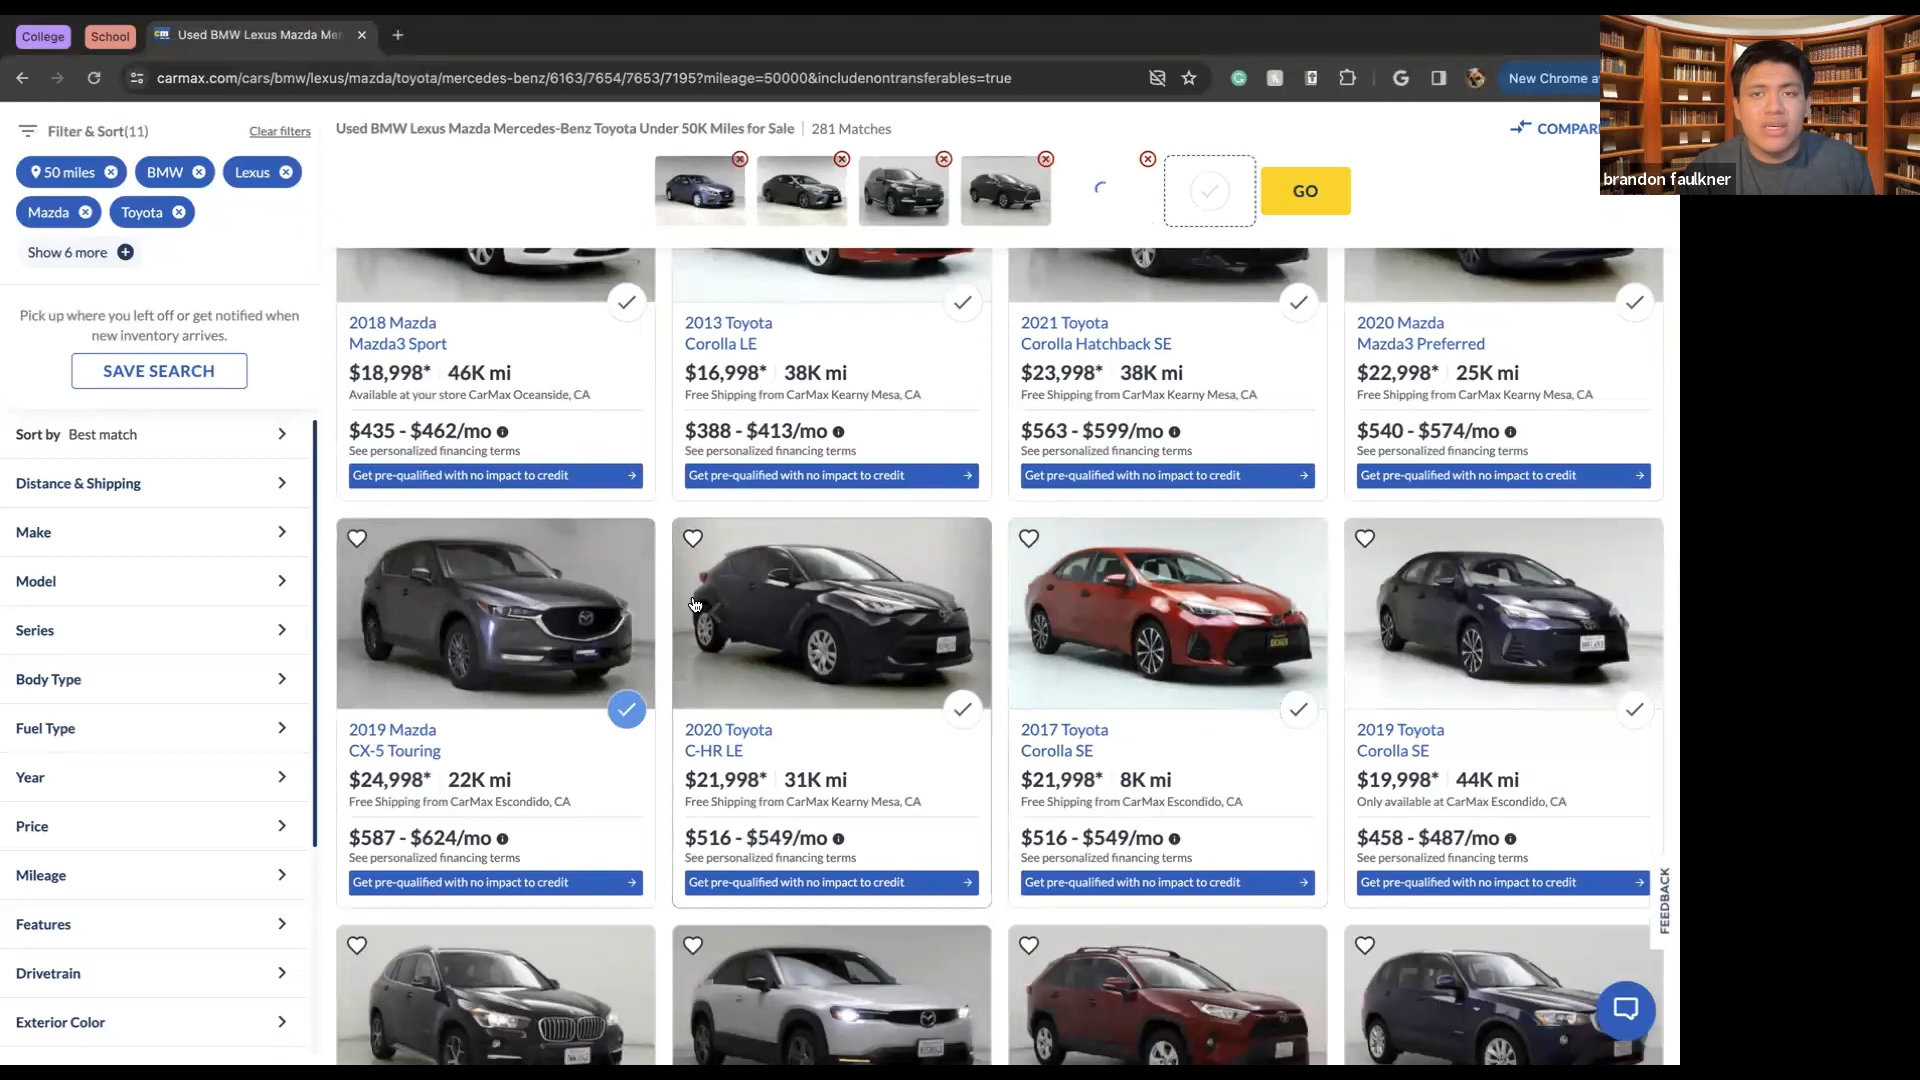 College
School
Used BMW Lexus Mazda Mer
carmax.com/cars/bmw/lexus/mazda/toyota/mercedes-benz/6163/7654/7653/7195?mileage=50000&includenontransferables=true
New Chrome a
brandon faulkner
Filter & Sort(11)
Clear filters
50 miles
BMW
Lexus
Mazda
Toyota
Show 6 more
Pick up where you left off or get notified when
new inventory arrives.
SAVE SEARCH
Sort by Best match
Distance & Shipping
Make
Model
Series
Body Type
Fuel Type
Year
Price
Mileage
Features
Drivetrain
Exterior Color
Used BMW Lexus Mazda Mercedes-Benz Toyota Under 50K Miles for Sale | 281 Matches
COMPAR
GO
2018 Mazda
Mazda3 Sport
$18,998* 46K mi
Available at your store CarMax Oceanside, CA
$435 - $462/mo
See personalized financing terms
Get pre-qualified with no impact to credit
2013 Toyota
Corolla LE
$16,998* 38K mi
Free Shipping from CarMax Kearny Mesa, CA
$388 - $413/mo
See personalized financing terms
Get pre-qualified with no impact to credit
2021 Toyota
Corolla Hatchback SE
$23,998* 38K mi
Free Shipping from CarMax Kearny Mesa, CA
$563 - $599/mo
See personalized financing terms
Get pre-qualified with no impact to credit
2020 Mazda
Mazda3 Preferred
$22,998* 25K mi
Free Shipping from CarMax Kearny Mesa, CA
$540 - $574/mo
See personalized financing terms
Get pre-qualified with no impact to credit
2019 Mazda
CX-5 Touring
$24,998* 22K mi
Free Shipping from CarMax Escondido, CA
$587 - $624/mo
See personalized financing terms
Get pre-qualified with no impact to credit
2020 Toyota
C-HR LE
$21,998* 31K mi
Free Shipping from CarMax Kearny Mesa, CA
$516 - $549/mo
See personalized financing terms
Get pre-qualified with no impact to credit
2017 Toyota
Corolla SE
$21,998* 8K mi
Free Shipping from CarMax Escondido, CA
$516 - $549/mo
See personalized financing terms
Get pre-qualified with no impact to credit
2019 Toyota
Corolla SE
$19,998* 44K mi
Only available at CarMax Escondido, CA
$458 - $487/mo
See personalized financing terms
Get pre-qualified with no impact to credit
FEEDBACK